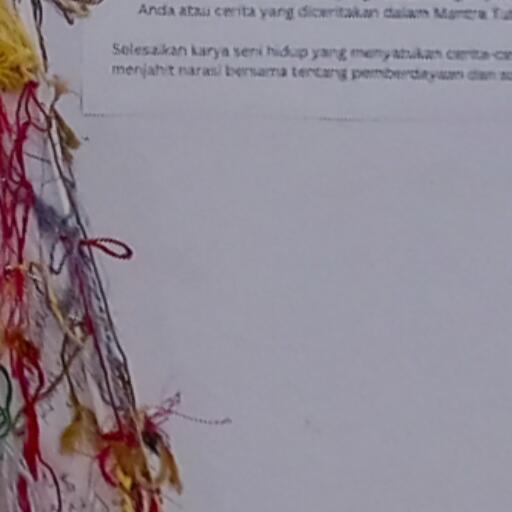 Anda atau cerita yang diceritakan dalam Mantra
Selesaikan karya seni hidup yang menyatukan
menjahit narasi bersama tentang pemberdayaan dan